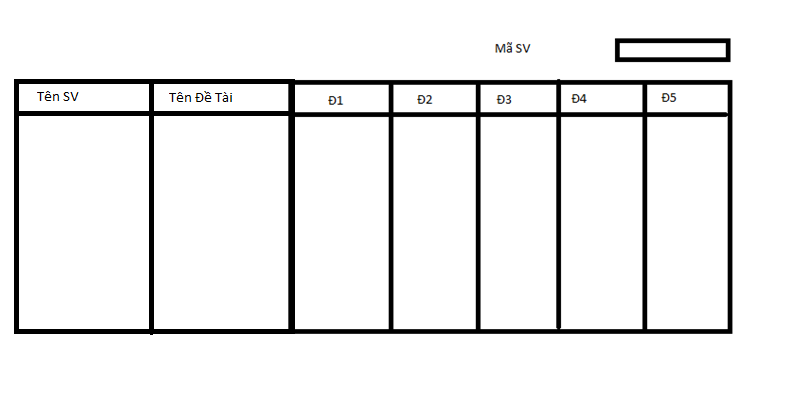 Mã SV
Tên SV Tên Đề Tài Đ1 Đ2 Đ3 Đ4 Đ5